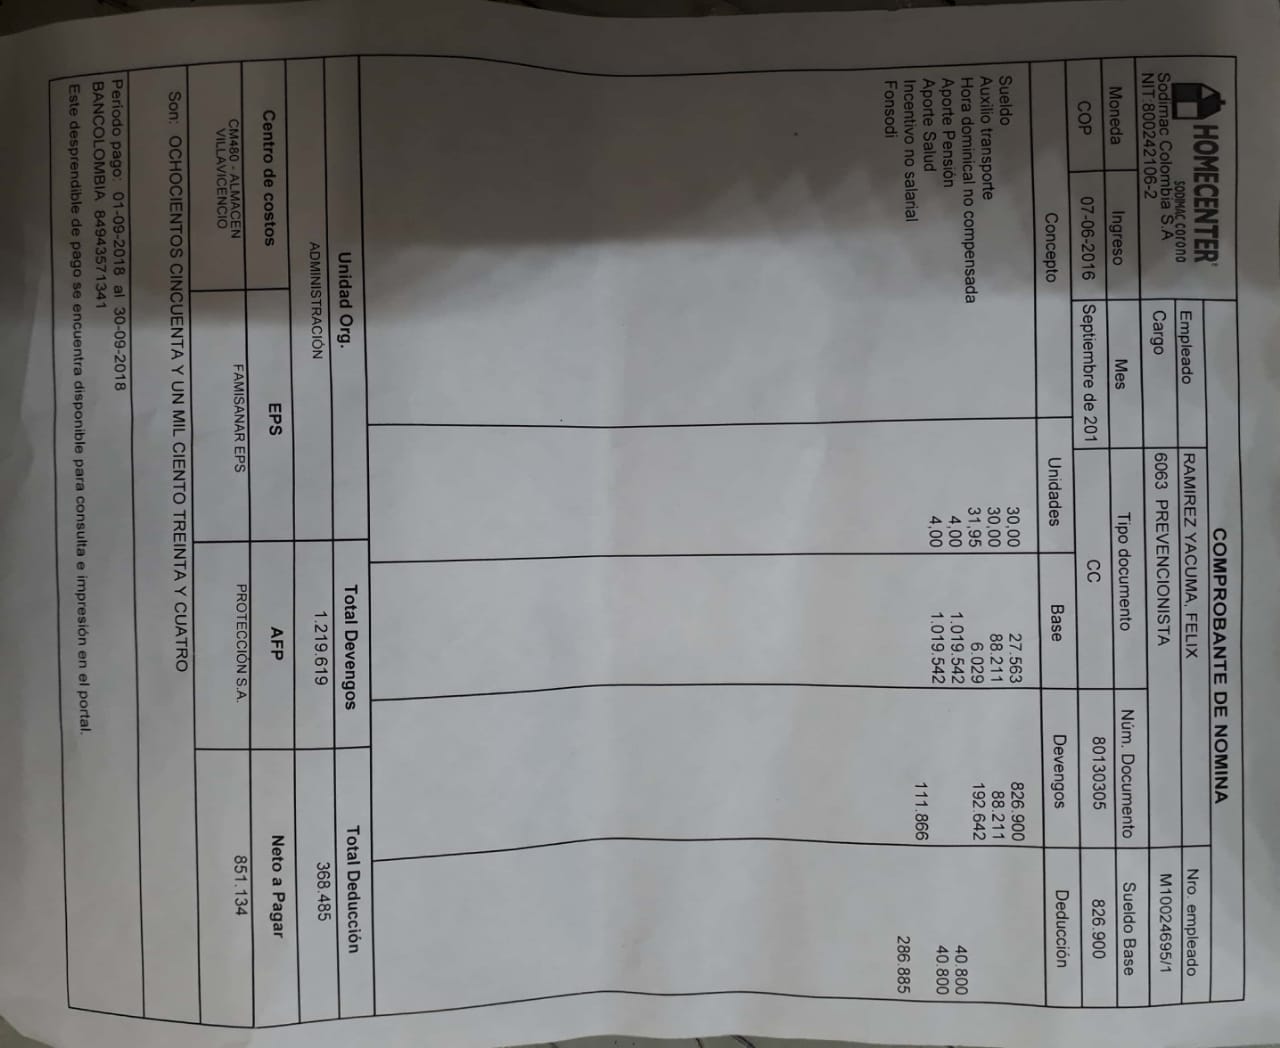 HOMECENTER
SODIMAC corona
Sodimac Colombia S.A
NIT 800242106-2
COMPROBANTE DE NOMINA
Empleado RAMIREZ YACUMA, FELIX Nro. empleado
Cargo 6063 PREVENCIONISTA M10024695/1
Moneda Ingreso Mes Tipo documento Núm. Documento Sueldo Base
COP 07-06-2016 Septiembre de 201 CC 80130305 826.900
Concepto Unidades Base Devengos Deducción
Sueldo 30,00 27.563 826.900
Auxilio transporte 30,00 88.211 88.211
Hora dominical no compensada 31,95 6.029 192.642
Aporte Pensión 4,00 1.019.542 40.800
Aporte Salud 4,00 1.019.542 40.800
Incentivo no salarial 111.866
Fonsodi 286.885
Unidad Org. Total Devengos Total Deducción
ADMINISTRACIÓN 1.219.619 368.485
Centro de costos EPS AFP Neto a Pagar
CM480 - ALMACEN VILLAVICENCIO FAMISANAR EPS PROTECCIÓN S.A. 851.134
Son: OCHOCIENTOS CINCUENTA Y UN MIL CIENTO TREINTA Y CUATRO
Periodo pago: 01-09-2018 al 30-09-2018
BANCOLOMBIA 84943571341
Este desprendible de pago se encuentra disponible para consulta e impresión en el portal.